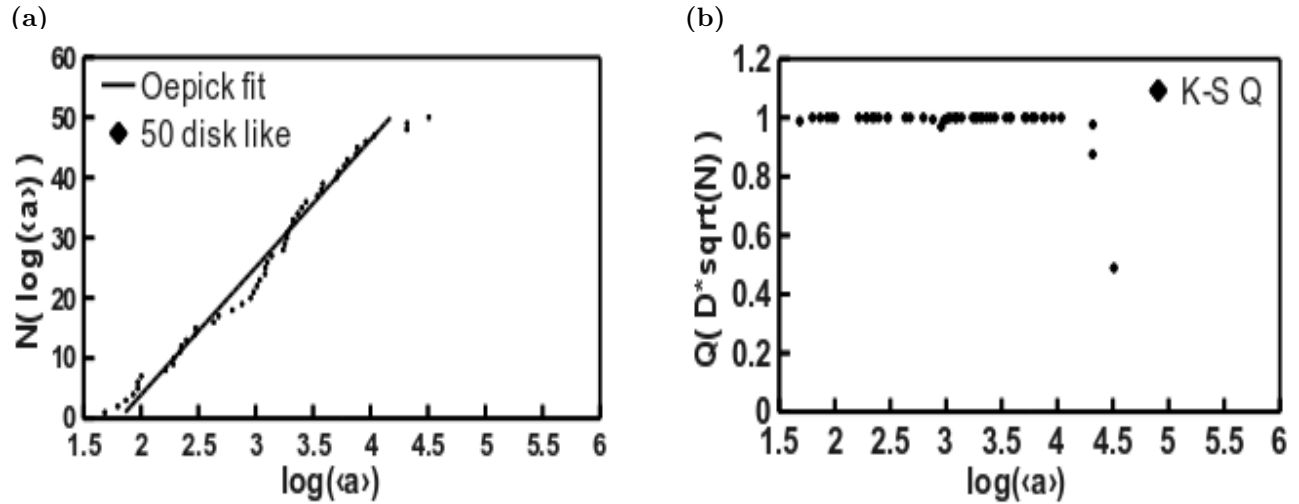 (a)
(b)
60
50
40
30
20
10
0
N( log(‹a›) )
Oepick fit
50 disk like
1.5 2 2.5 3 3.5 4 4.5 5 5.5 6
log(‹a›)
1.2
1
0.8
0.6
0.4
0.2
0
Q( D*sqrt(N) )
K-S Q
1.5 2 2.5 3 3.5 4 4.5 5 5.5 6
log(‹a›)